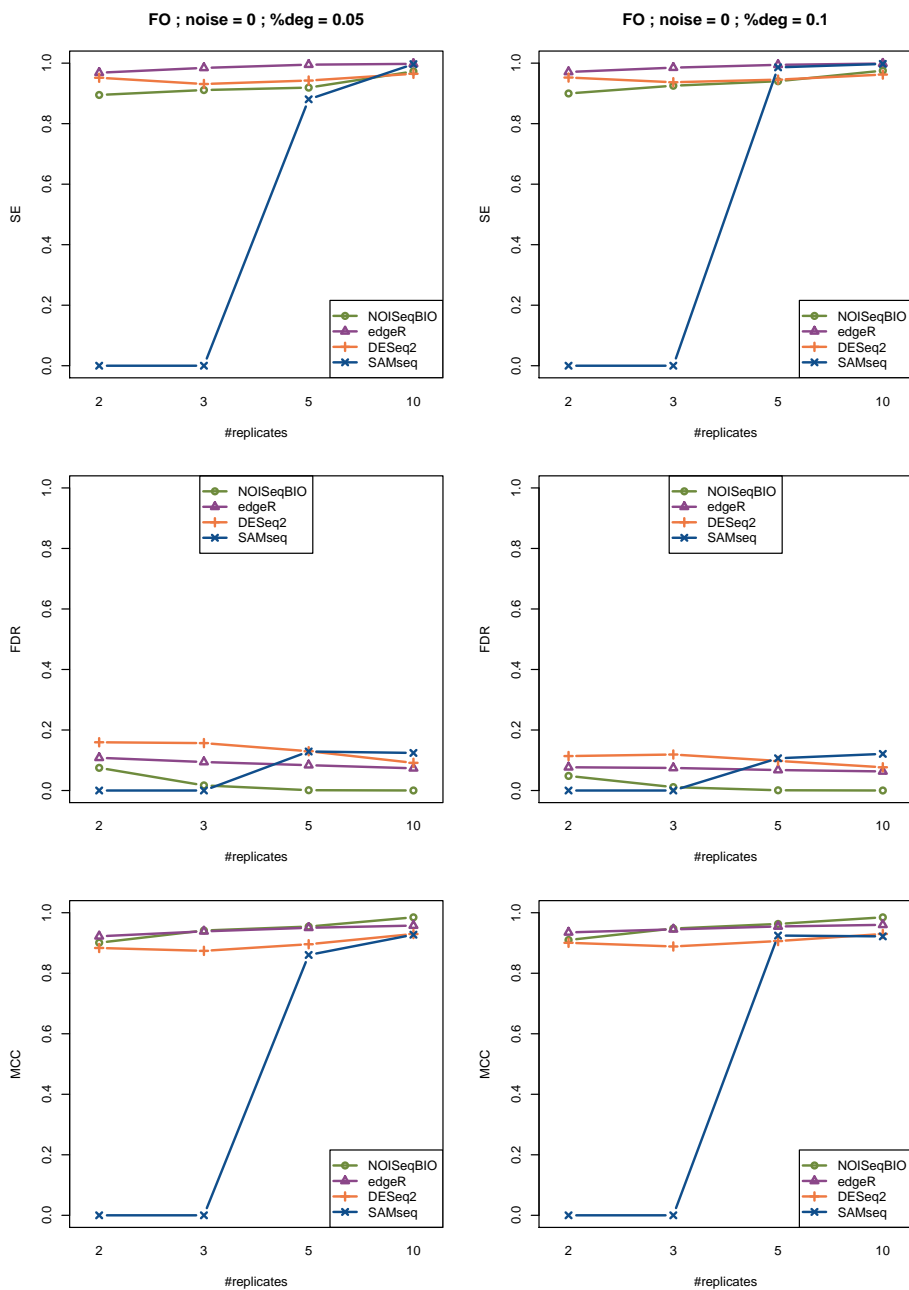 FO ; noise = 0 ; %deg = 0.05
SE
0.0 0.2 0.4 0.6 0.8 1.0
NOISeqBIO
edgeR
DESeq2
SAMseq
2 3 5 10
#replicates
FO ; noise = 0 ; %deg = 0.1
SE
0.0 0.2 0.4 0.6 0.8 1.0
NOISeqBIO
edgeR
DESeq2
SAMseq
2 3 5 10
#replicates
FDR
0.0 0.2 0.4 0.6 0.8 1.0
NOISeqBIO
edgeR
DESeq2
SAMseq
2 3 5 10
#replicates
FDR
0.0 0.2 0.4 0.6 0.8 1.0
NOISeqBIO
edgeR
DESeq2
SAMseq
2 3 5 10
#replicates
MCC
0.0 0.2 0.4 0.6 0.8 1.0
NOISeqBIO
edgeR
DESeq2
SAMseq
2 3 5 10
#replicates
MCC
0.0 0.2 0.4 0.6 0.8 1.0
NOISeqBIO
edgeR
DESeq2
SAMseq
2 3 5 10
#replicates